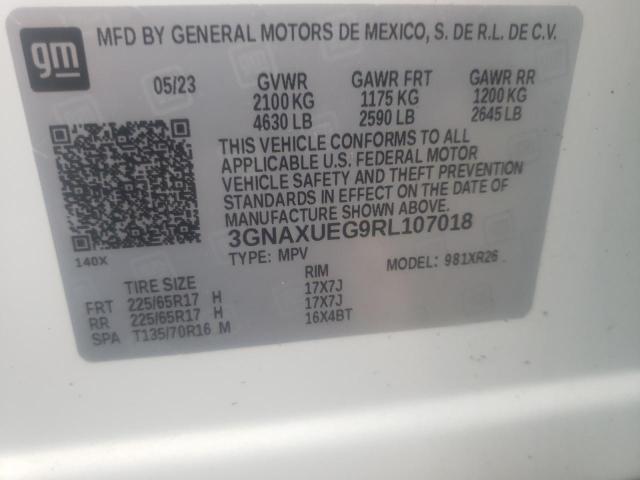 gm
MFD BY GENERAL MOTORS DE MEXICO, S. DE R.L. DE C.V.
05/23 GVWR GAWR FRT GAWR RR
2100 KG 1175 KG 1200 KG
4630 LB 2590 LB 2645 LB
THIS VEHICLE CONFORMS TO ALL
APPLICABLE U.S. FEDERAL MOTOR
VEHICLE SAFETY AND THEFT PREVENTION
STANDARDS IN EFFECT ON THE DATE OF
MANUFACTURE SHOWN ABOVE.
3GNAXUEG9RL107018
140X
TYPE: MPV MODEL: 981XR26
TIRE SIZE RIM
FRT 225/65R17 H 17X7J
RR 225/65R17 H 17X7J
SPA T135/70R16 M 16X4BT